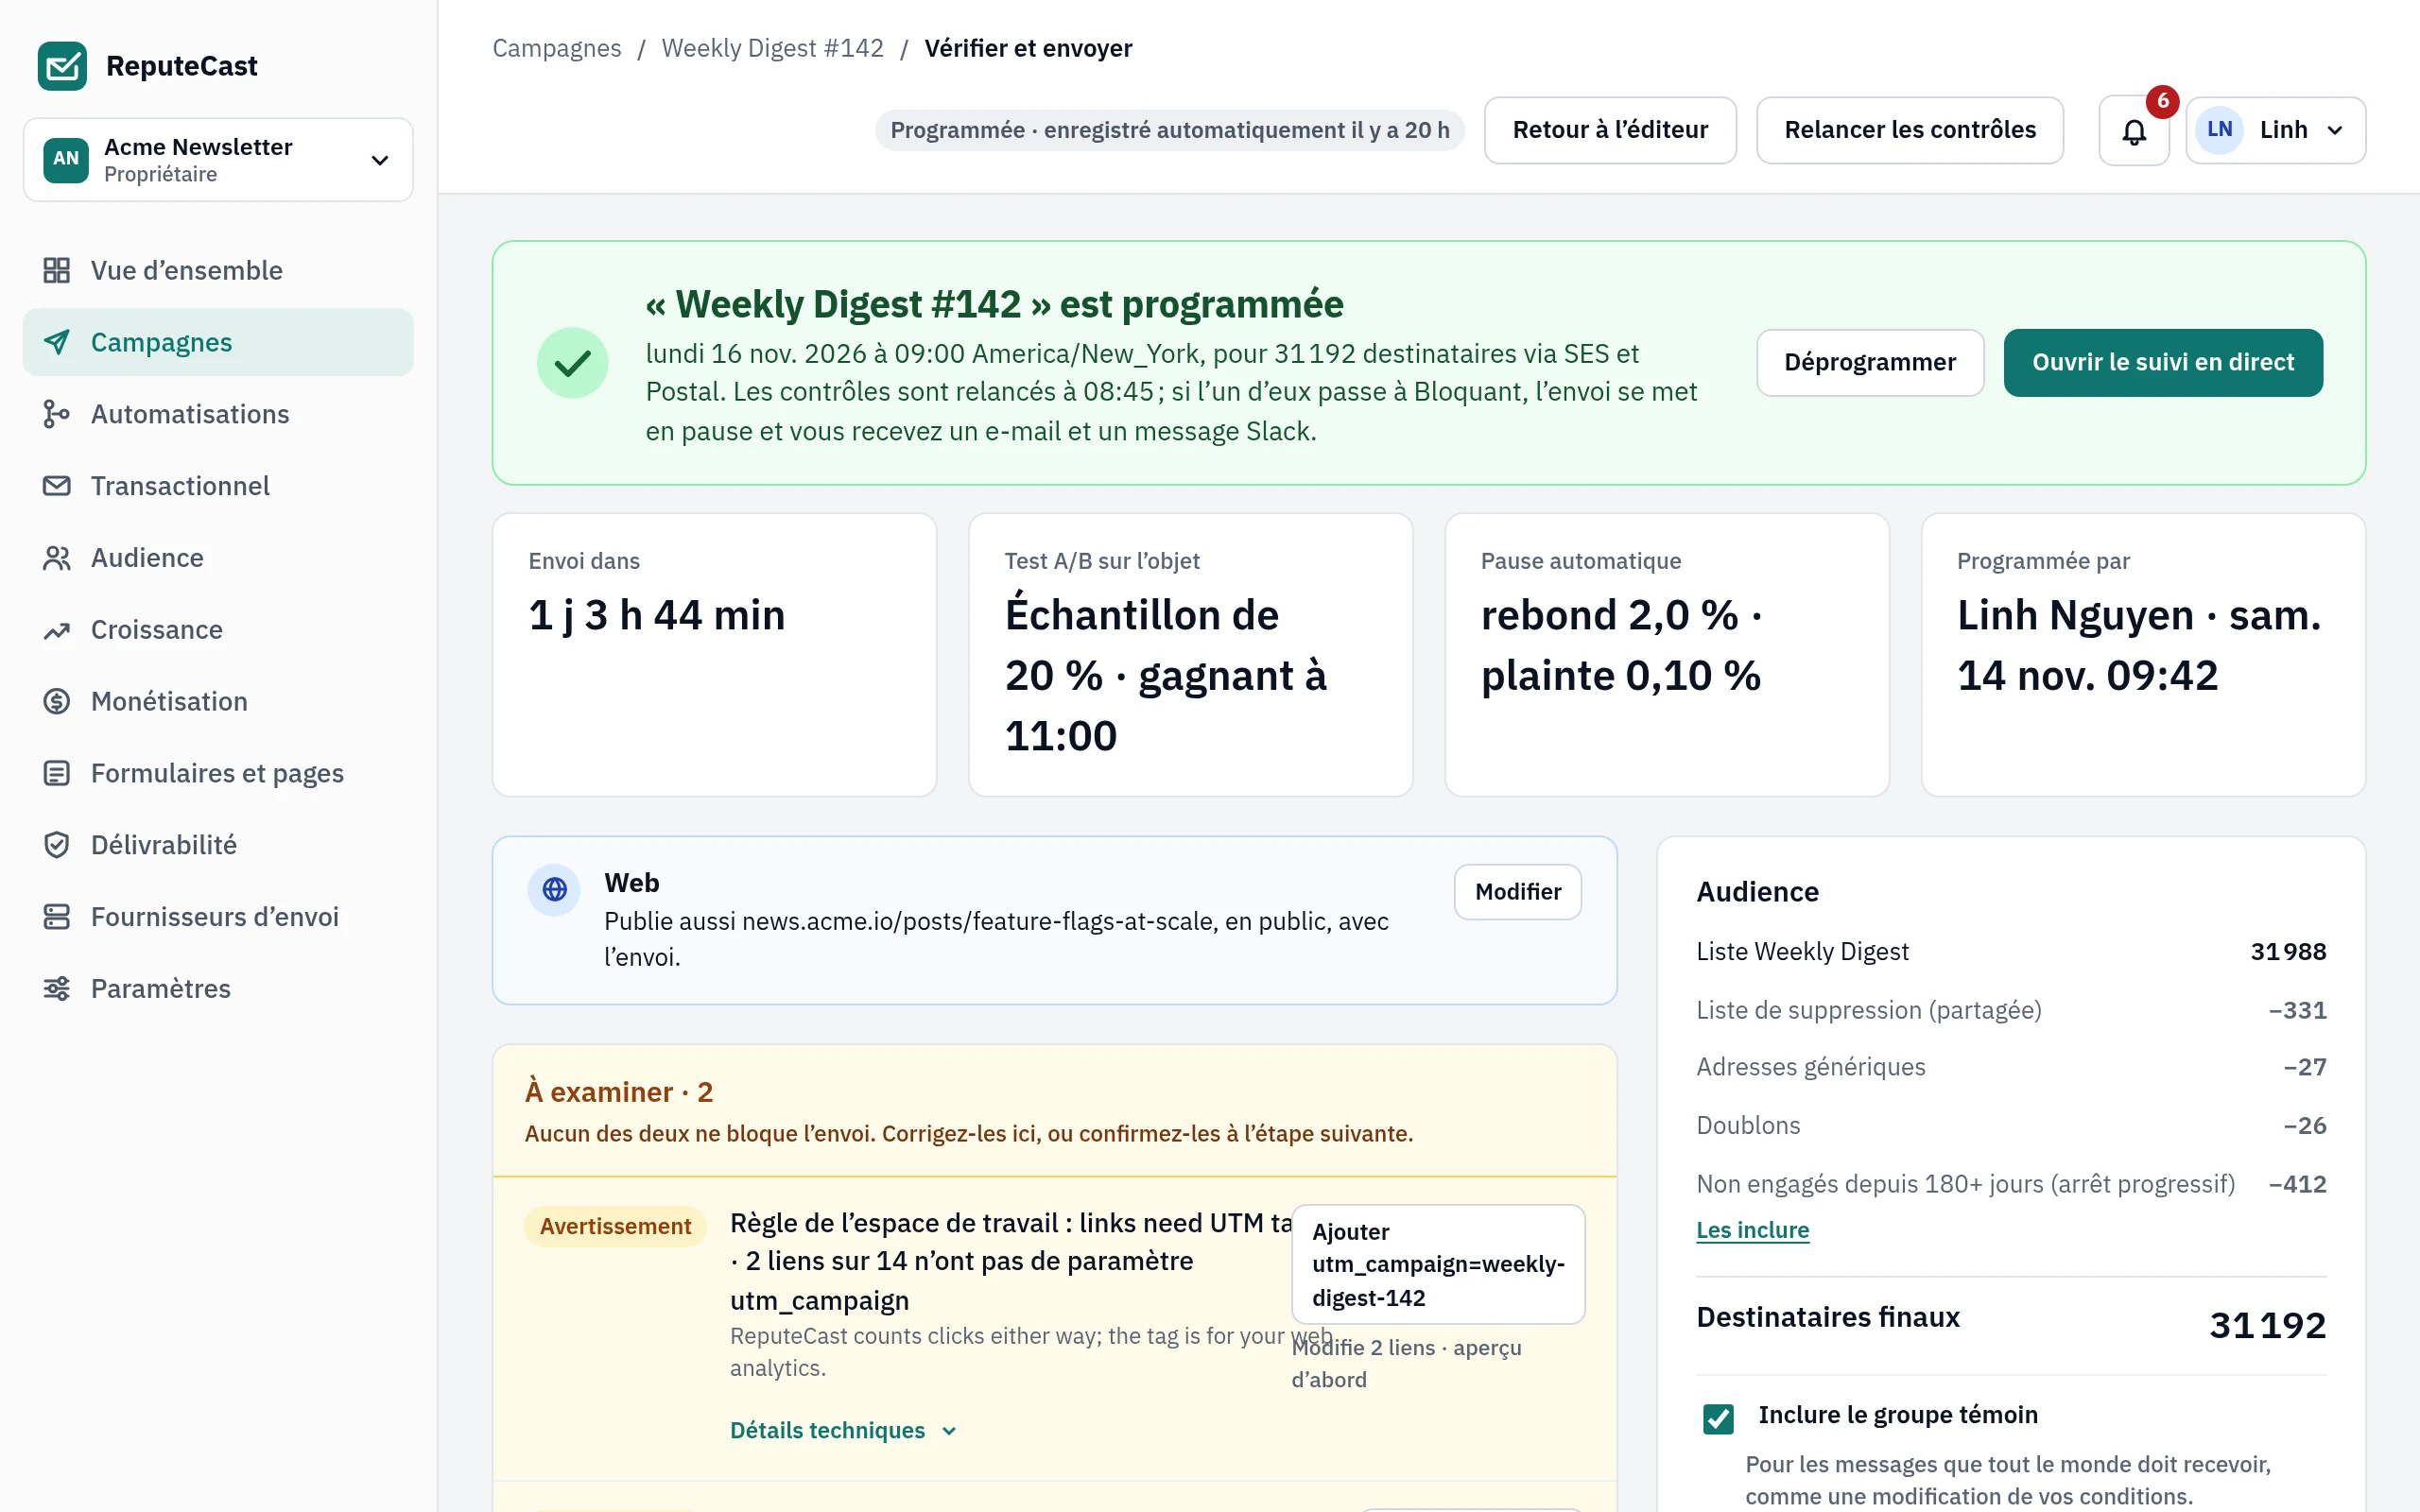 ReputeCast
AN
Acme Newsletter
Propriétaire
Vue d’ensemble
Campagnes
Automatisations
Transactionnel
Audience
Croissance
Monétisation
Formulaires et pages
Délivrabilité
Fournisseurs d’envoi
Paramètres
Campagnes / Weekly Digest #142 / Vérifier et envoyer
Programmée · enregistré automatiquement il y a 20 h
Retour à l’éditeur
Relancer les contrôles
6
LN
Linh
« Weekly Digest #142 » est programmée
lundi 16 nov. 2026 à 09:00 America/New_York, pour 31 192 destinataires via SES et
Postal. Les contrôles sont relancés à 08:45 ; si l’un d’eux passe à Bloquant, l’envoi se met
en pause et vous recevez un e-mail et un message Slack.
Déprogrammer
Ouvrir le suivi en direct
Envoi dans
1 j 3 h 44 min
Test A/B sur l’objet
Échantillon de
20 % · gagnant à
11:00
Pause automatique
rebond 2,0 % ·
plainte 0,10 %
Programmée par
Linh Nguyen · sam.
14 nov. 09:42
Web
Publie aussi news.acme.io/posts/feature-flags-at-scale, en public, avec
l’envoi.
Modifier
À examiner · 2
Aucun des deux ne bloque l’envoi. Corrigez-les ici, ou confirmez-les à l’étape suivante.
Avertissement
Règle de l’espace de travail : links need UTM ta
· 2 liens sur 14 n’ont pas de paramètre
utm_campaign
ReputeCast counts clicks either way; the tag is for your web
analytics.
Détails techniques
Ajouter
utm_campaign=weekly-
digest-142
Modifie 2 liens · aperçu
d’abord
Audience
Liste Weekly Digest 31 988
Liste de suppression (partagée) −331
Adresses génériques −27
Doublons −26
Non engagés depuis 180+ jours (arrêt progressif) −412
Les inclure
Destinataires finaux 31 192
Inclure le groupe témoin
Pour les messages que tout le monde doit recevoir,
comme une modification de vos conditions.